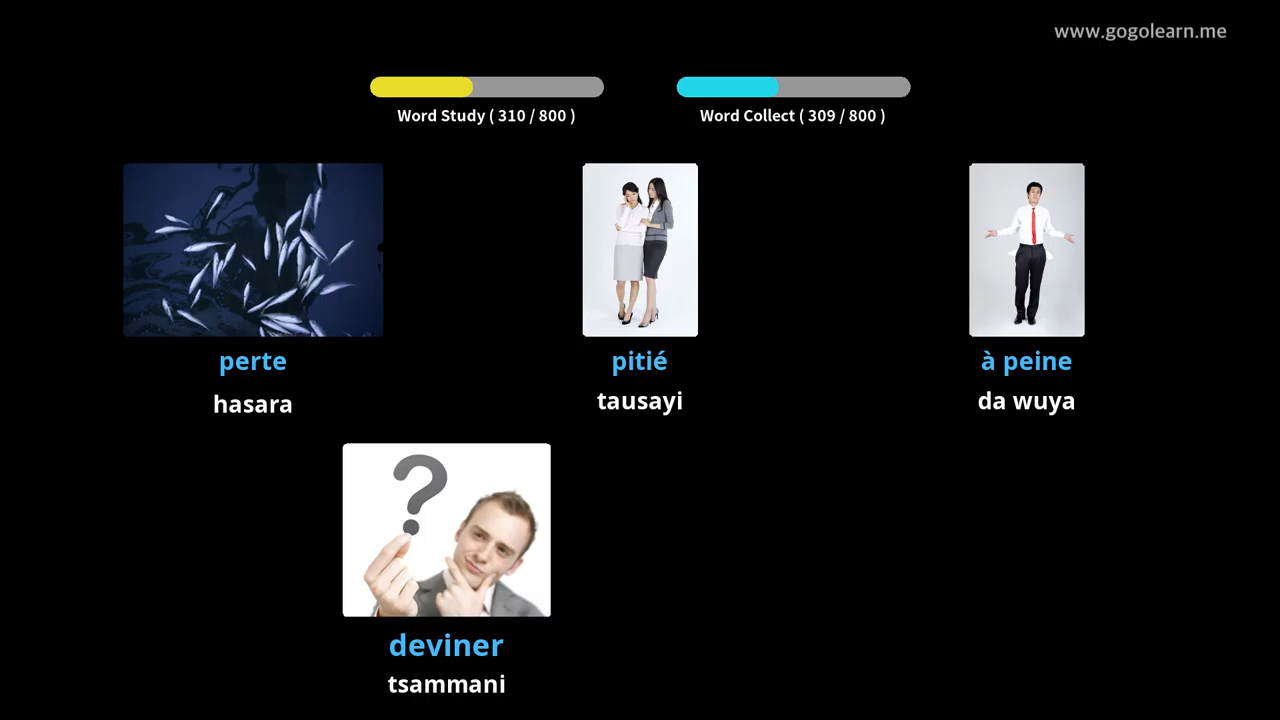 www.gogolearn.me
Word Study ( 310 / 800 )
Word Collect ( 309 / 800 )
perte
hasara
pitié
tausayi
à peine
da wuya
deviner
tsammani